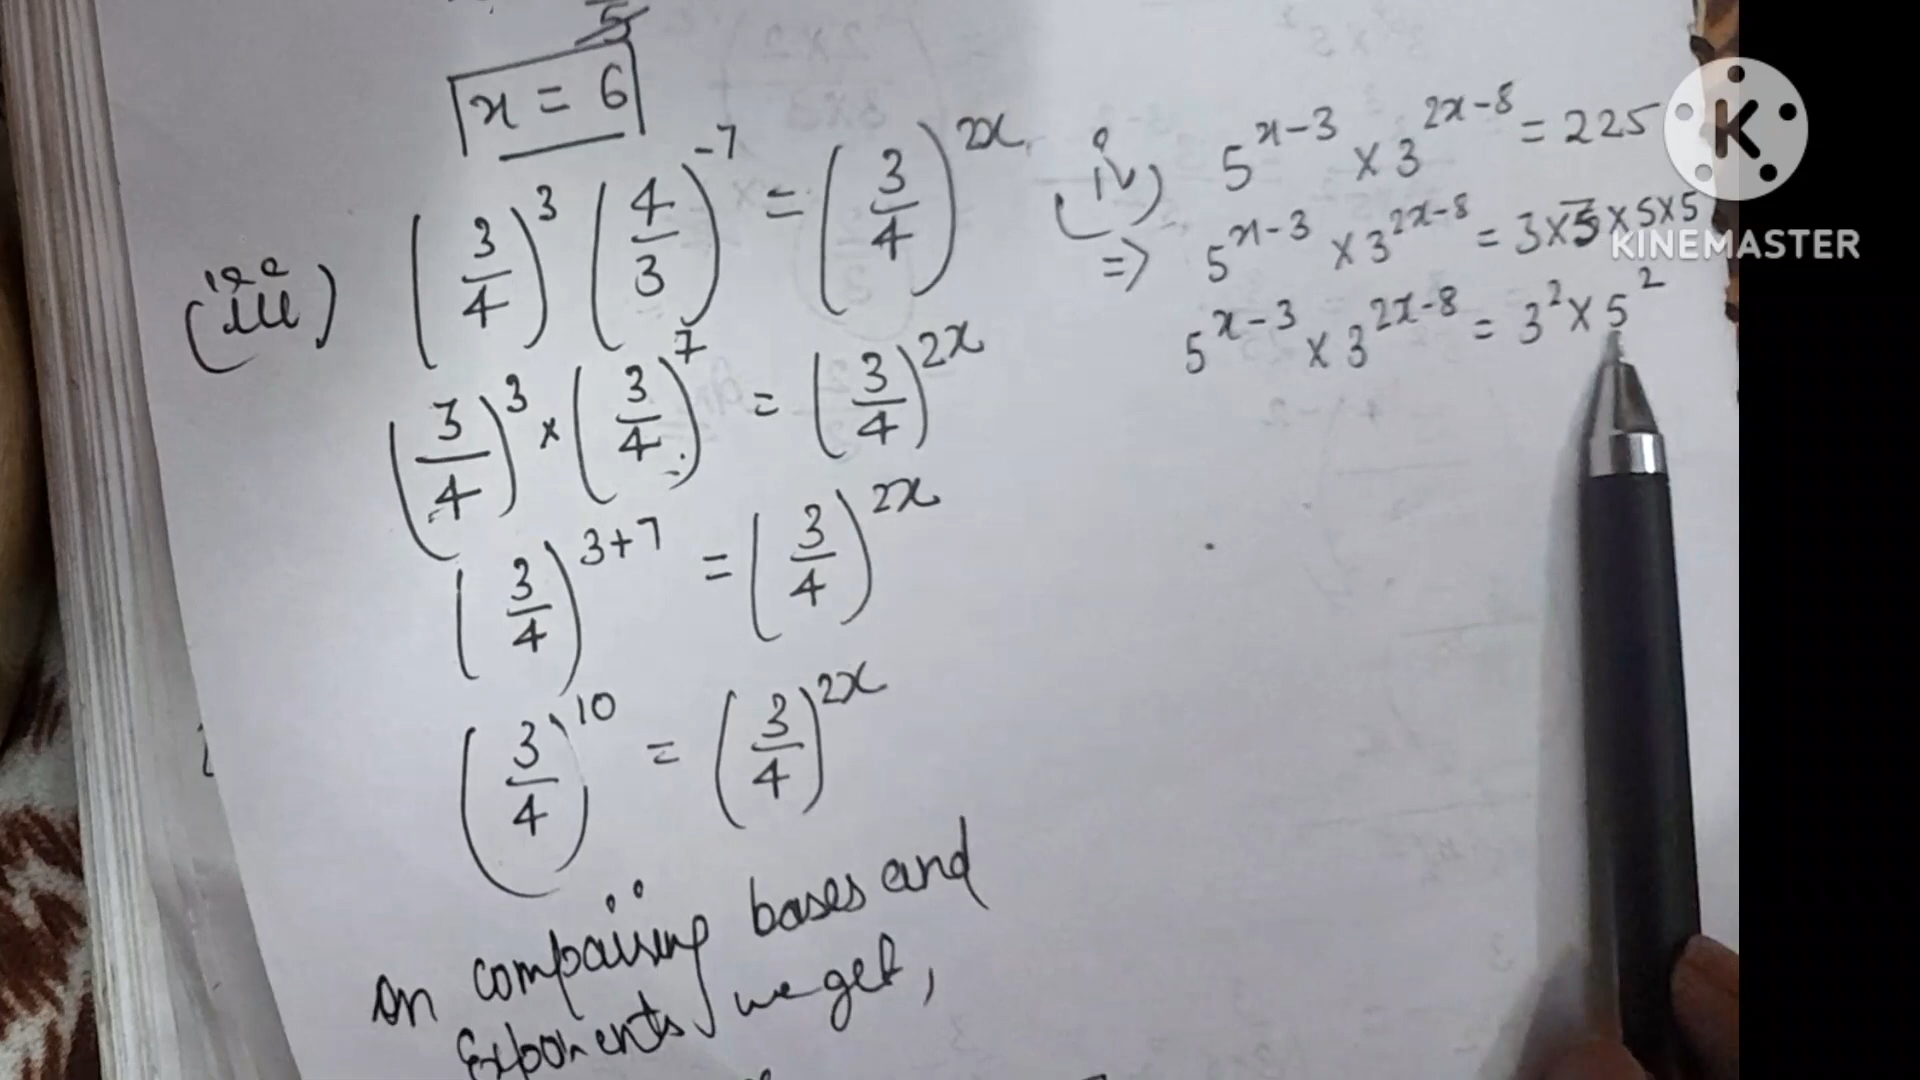 x = 6
(iii) (3/4)^3 (4/3)^-7 = (3/4)^2x
(3/4)^3 × (3/4)^7 = (3/4)^2x
(3/4)^3+7 = (3/4)^2x
(3/4)^10 = (3/4)^2x
on compairing bases and
Exponents we get,
(iv) 5^x-3 × 3^2x-8 = 225
=> 5^x-3 × 3^2x-8 = 3×3×5×5
5^x-3 × 3^2x-8 = 3^2 × 5^2
K
KINEMASTER